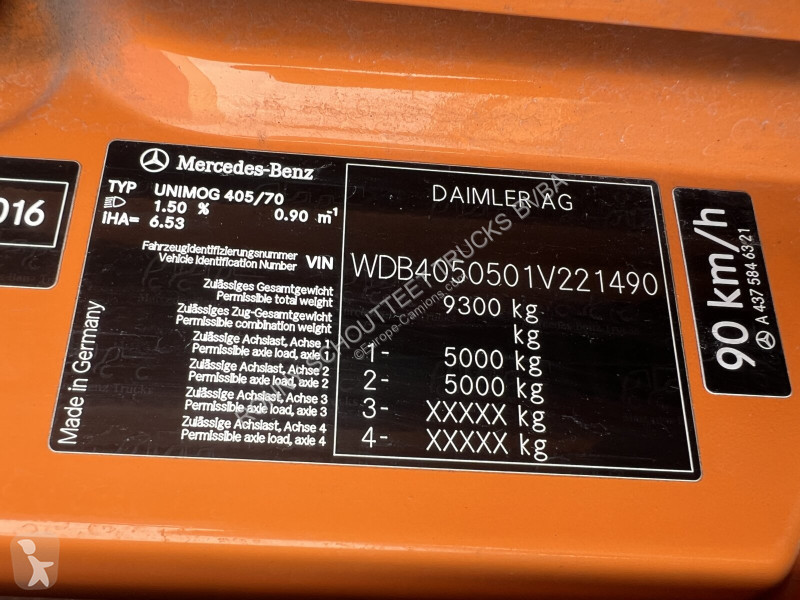 016
Mercedes-Benz
TYP UNIMOG 405/70
1.50 % 0.90 m-1
iHA= 6.53
Fahrzeugidentifizierungsnummer
Vehicle Identification Number VIN
Zulässiges Gesamtgewicht
Permissible total weight
Zulässiges Zug-Gesamtgewicht
Permissible combination weight
Zulässige Achslast, Achse 1
Permissible axle load, axle 1
Zulässige Achslast, Achse 2
Permissible axle load, axle 2
Zulässige Achslast, Achse 3
Permissible axle load, axle 3
Zulässige Achslast, Achse 4
Permissible axle load, axle 4
Made in Germany
DAIMLER AG
WDB4050501V221490
9300 kg
kg
1- 5000 kg
2- 5000 kg
3- XXXXX kg
4- XXXXX kg
90 km/h
A 437 584 63 21
SCHOUTTEET TRUCKS BVBA
©Europe-Camions.com